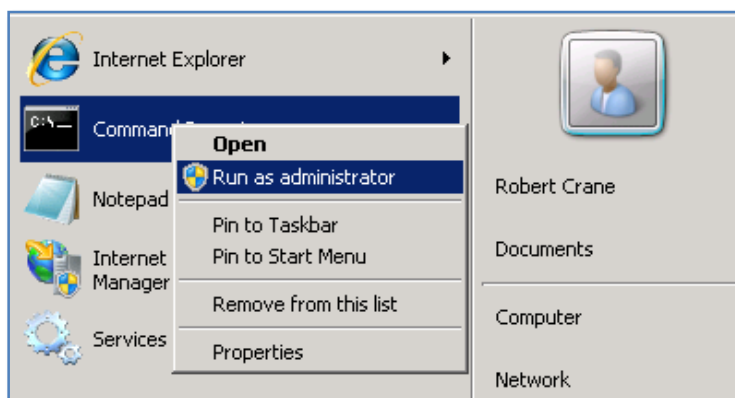 Internet Explorer
C:\
Command
Open
Run as administrator
Notepad
Pin to Taskbar
Internet
Pin to Start Menu
Manager
Remove from this list
Services
Properties
Robert Crane
Documents
Computer
Network